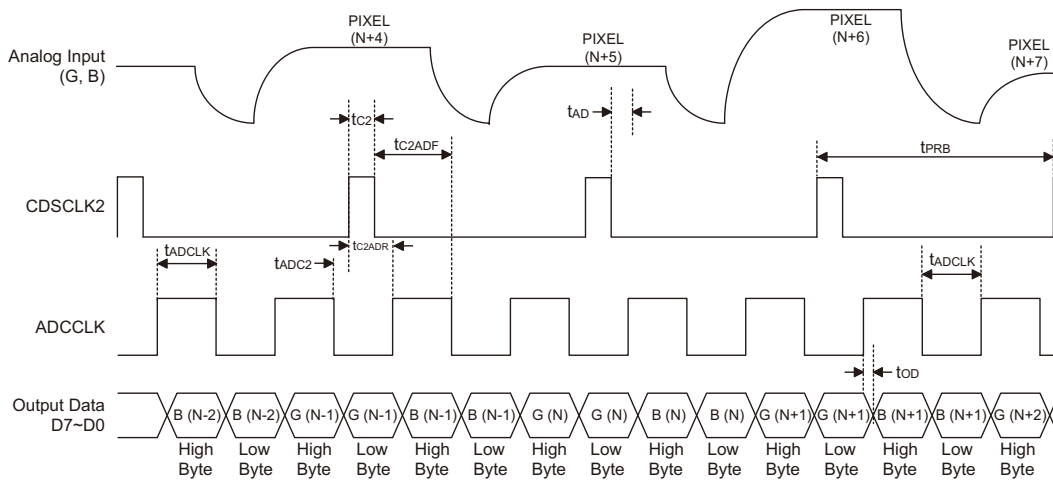 PIXEL
(N+4)
PIXEL
(N+5)
PIXEL
(N+6)
PIXEL
(N+7)
Analog Input
(G, B)
tAD
tC2
tC2ADF
tPRB
CDSCLK2
tADCLK
tADC2
tC2ADR
tADCLK
ADCCLK
tOD
Output Data
D7~D0
B (N-2) B (N-2) G (N-1) G (N-1) B (N-1) B (N-1) G (N) G (N) B (N) B (N) G (N+1) G (N+1) B (N+1) B (N+1) G (N+2)
High Low High Low High Low High Low High Low High Low High Low High
Byte Byte Byte Byte Byte Byte Byte Byte Byte Byte Byte Byte Byte Byte Byte